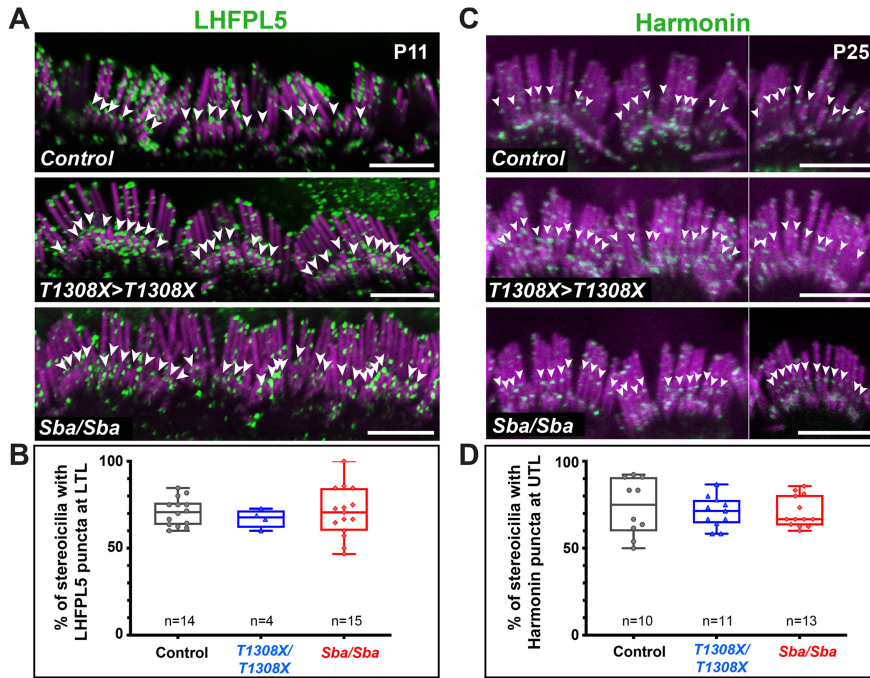 A
LHFPL5
P11
Control
T1308X>T1308X
Sba/Sba
B
% of stereoicilia with
LHFPL5 puncta at LTL
100
50
0
n=14
n=4
n=15
Control
T1308X/
T1308X
Sba/Sba
C
Harmonin
P25
Control
T1308X>T1308X
Sba/Sba
D
% of stereocilia with
Harmonin puncta at UTL
100
50
0
n=10
n=11
n=13
Control
T1308X/
T1308X
Sba/Sba